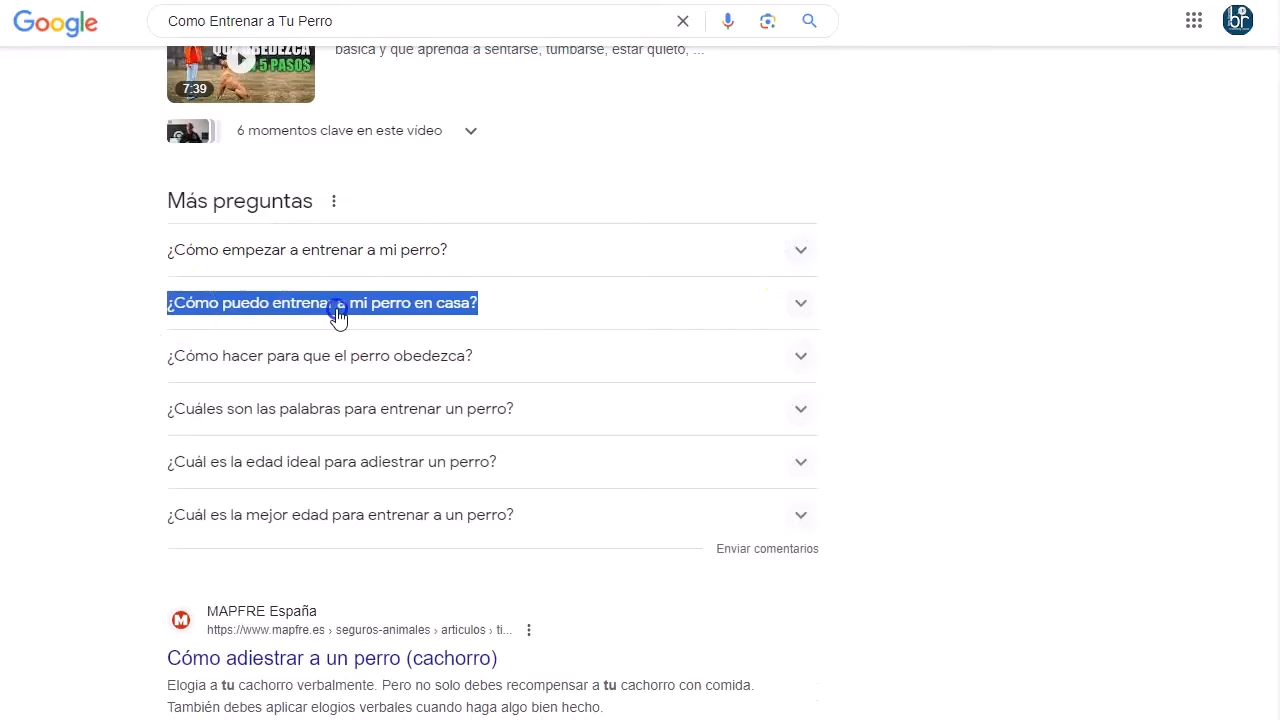 Google
Como Entrenar a Tu Perro
br
QUE OBEDEZCA
5 PASOS
7:39
básica y que aprenda a sentarse, tumbarse, estar quieto, ...
6 momentos clave en este vídeo
Más preguntas
¿Cómo empezar a entrenar a mi perro?
¿Cómo puedo entrenar a mi perro en casa?
¿Cómo hacer para que el perro obedezca?
¿Cuáles son las palabras para entrenar un perro?
¿Cuál es la edad ideal para adiestrar un perro?
¿Cuál es la mejor edad para entrenar a un perro?
Enviar comentarios
M
MAPFRE España
https://www.mapfre.es › seguros-animales › articulos › ti...
Cómo adiestrar a un perro (cachorro)
Elogia a tu cachorro verbalmente. Pero no solo debes recompensar a tu cachorro con comida.
También debes aplicar elogios verbales cuando haga algo bien hecho.